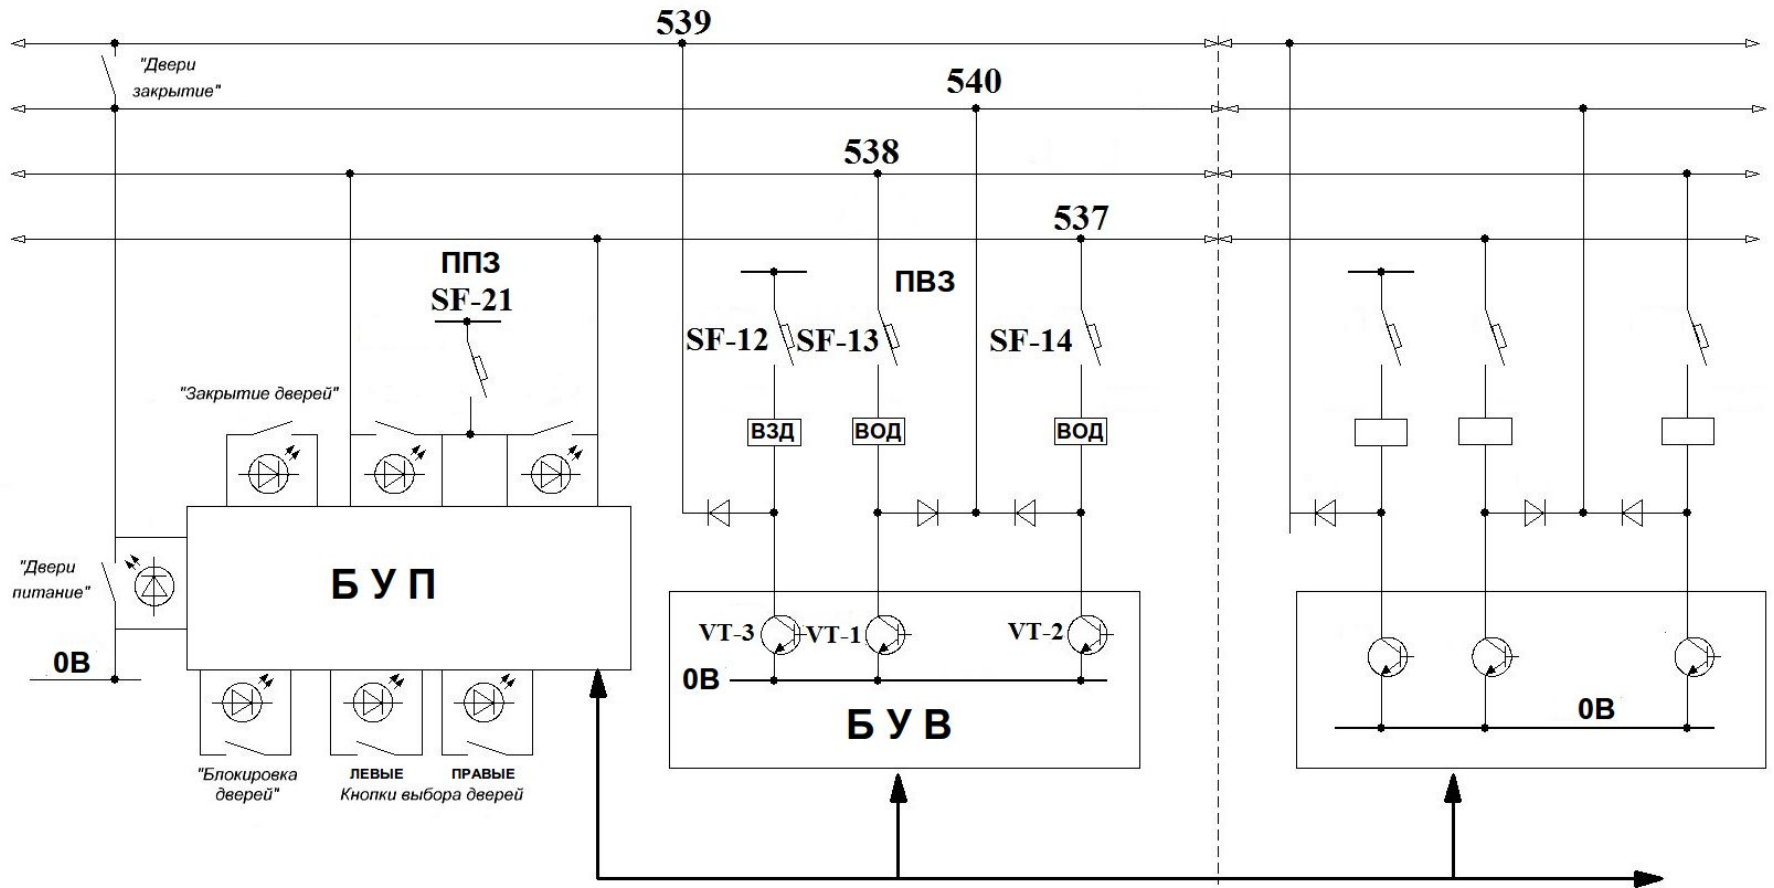 539
"Двери
закрытие"
540
538
537
ППЗ
SF-21
ПВЗ
SF-12
SF-13
SF-14
"Закрытие дверей"
ВЗД
ВОД
ВОД
"Двери
питание"
Б У П
0В
VT-3
VT-1
VT-2
0В
Б У В
0В
"Блокировка
дверей"
ЛЕВЫЕ
ПРАВЫЕ
Кнопки выбора дверей